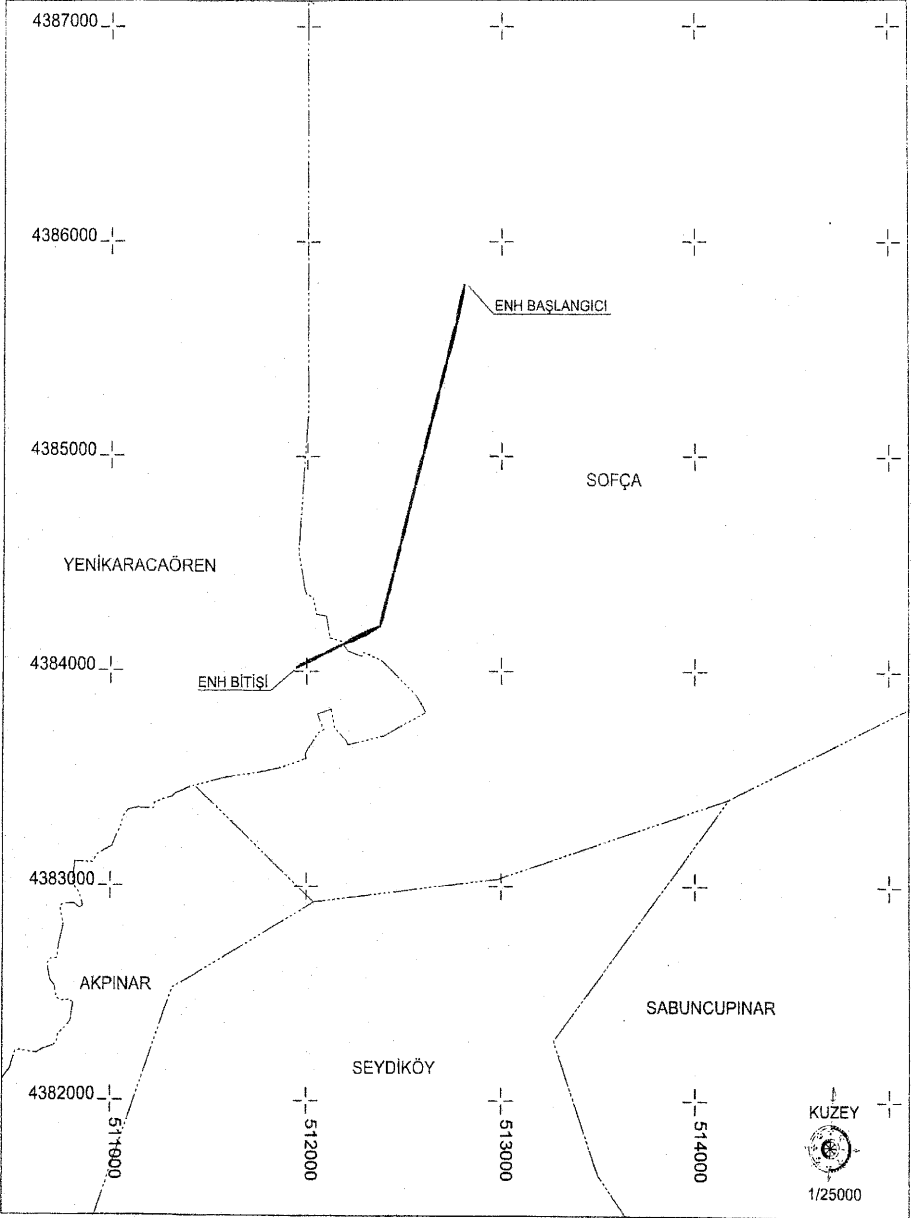 4387000
4386000
ENH BAŞLANGICI
4385000
SOFÇA
YENİKARACAÖREN
4384000
ENH BİTİŞİ
4383000
AKPINAR
SABUNCUPINAR
SEYDİKÖY
4382000
511000
512000
513000
514000
KUZEY
1/25000